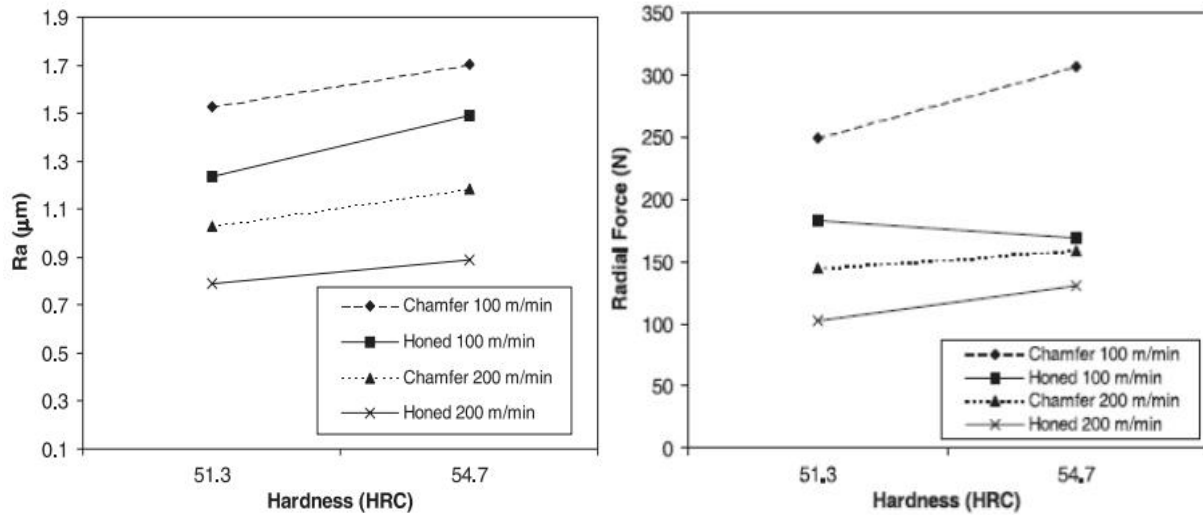 1.9
1.7
1.5
1.3
1.1
0.9
0.7
0.5
0.3
0.1
Ra (µm)
51.3
54.7
Hardness (HRC)
Chamfer 100 m/min
Honed 100 m/min
Chamfer 200 m/min
Honed 200 m/min
350
300
250
200
150
100
50
0
Radial Force (N)
51.3
54.7
Hardness (HRC)
Chamfer 100 m/min
Honed 100 m/min
Chamfer 200 m/min
Honed 200 m/min